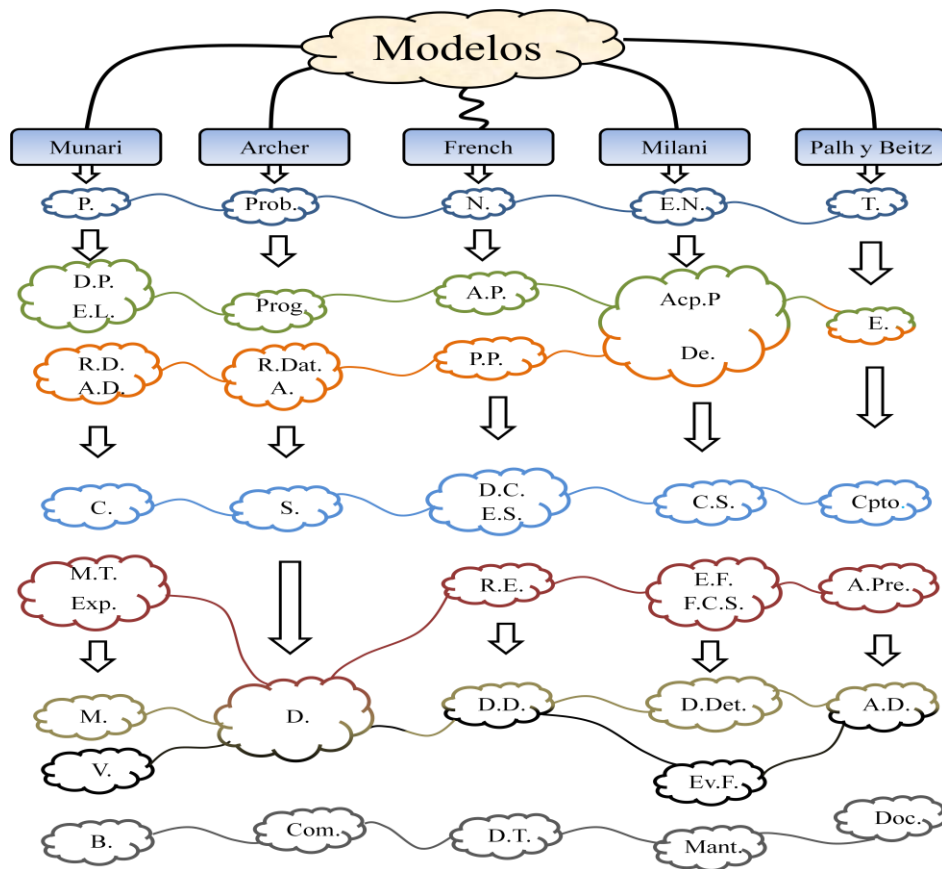 Modelos
Munari
Archer
French
Milani
Palh y Beitz
P.
Prob.
N.
E.N.
T.
D.P.
E.L.
Prog.
A.P.
Acp.P
De.
E.
R.D.
A.D.
R.Dat.
A.
P.P.
C.
S.
D.C.
E.S.
C.S.
Cpto.
M.T.
Exp.
R.E.
E.F.
F.C.S.
A.Pre.
M.
D.
D.D.
D.Det.
A.D.
V.
Ev.F.
B.
Com.
D.T.
Mant.
Doc.